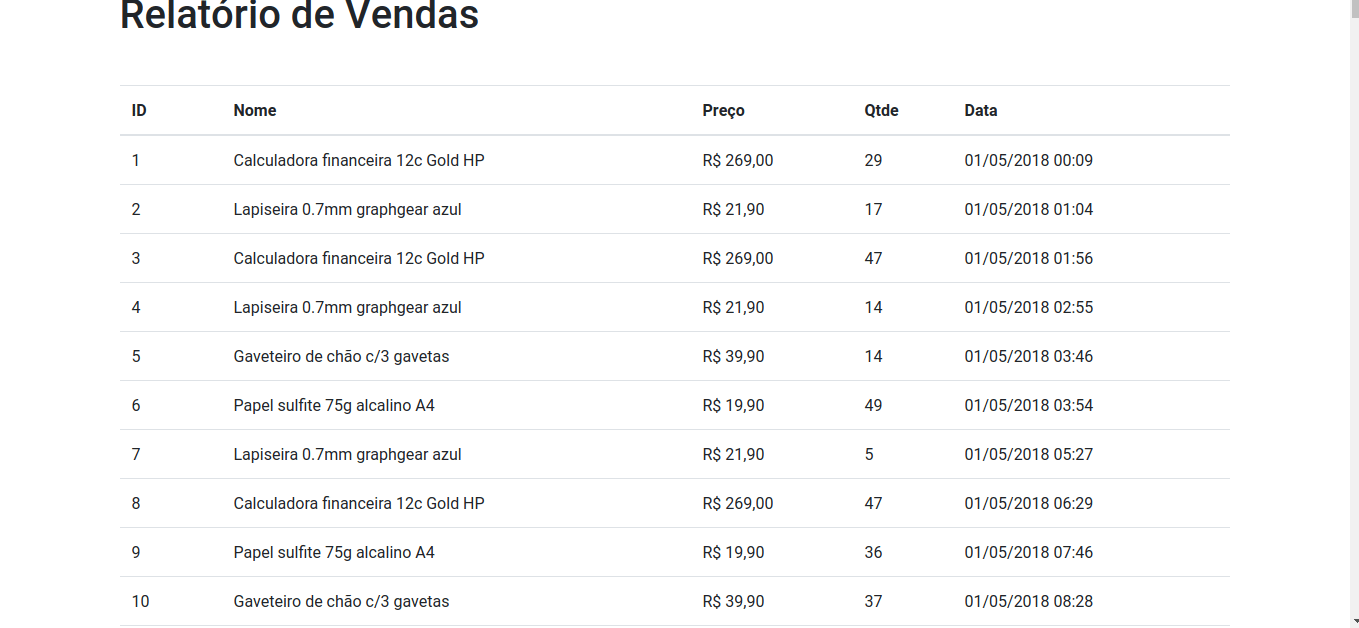 Relatório de Vendas
ID Nome Preço Qtde Data
1 Calculadora financeira 12c Gold HP R$ 269,00 29 01/05/2018 00:09
2 Lapiseira 0.7mm graphgear azul R$ 21,90 17 01/05/2018 01:04
3 Calculadora financeira 12c Gold HP R$ 269,00 47 01/05/2018 01:56
4 Lapiseira 0.7mm graphgear azul R$ 21,90 14 01/05/2018 02:55
5 Gaveteiro de chão c/3 gavetas R$ 39,90 14 01/05/2018 03:46
6 Papel sulfite 75g alcalino A4 R$ 19,90 49 01/05/2018 03:54
7 Lapiseira 0.7mm graphgear azul R$ 21,90 5 01/05/2018 05:27
8 Calculadora financeira 12c Gold HP R$ 269,00 47 01/05/2018 06:29
9 Papel sulfite 75g alcalino A4 R$ 19,90 36 01/05/2018 07:46
10 Gaveteiro de chão c/3 gavetas R$ 39,90 37 01/05/2018 08:28